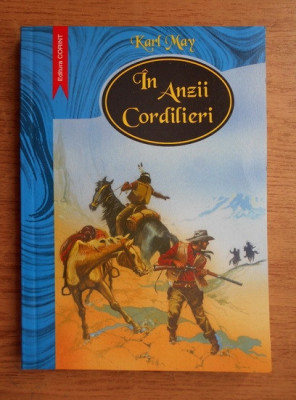 Editura CORINT
Karl May
În Anzii
Cordilieri